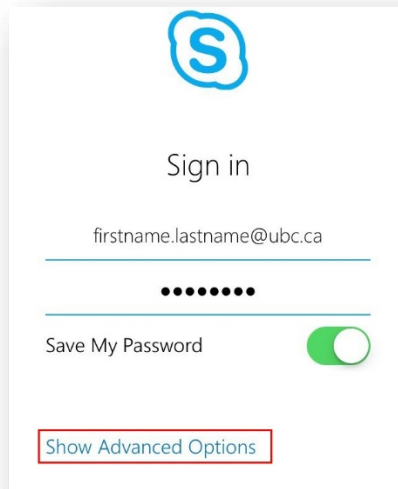 S
Sign in
firstname.lastname@ubc.ca
••••••••
Save My Password
Show Advanced Options